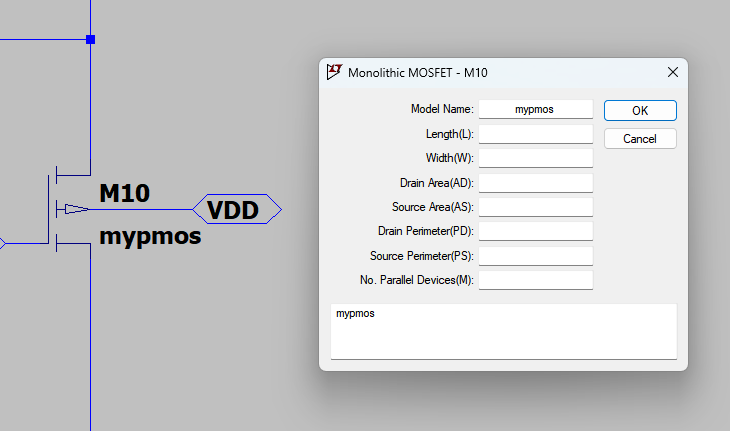 M10
VDD
mypmos
Monolithic MOSFET - M10
Model Name: mypmos
OK
Length(L):
Cancel
Width(W):
Drain Area(AD):
Source Area(AS):
Drain Perimeter(PD):
Source Perimeter(PS):
No. Parallel Devices(M):
mypmos